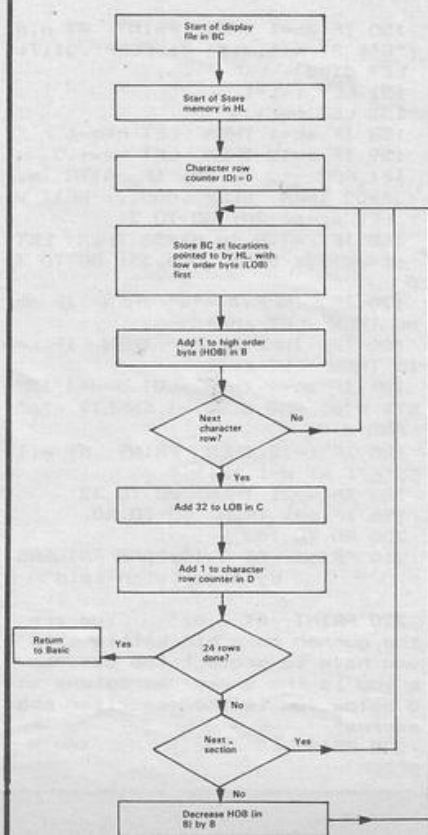 Start of display
file in BC
Start of Store
memory in HL
Character row
counter (D) = 0
Store BC at locations
pointed to by HL, with
low order byte (LOB)
first
Add 1 to high order
byte (HOB) in B
Next
character
row?
No
Yes
Add 32 to LOB in C
Add 1 to character
row counter in D
Return
to Basic
Yes
24 rows
done?
No
Next
section
Yes
No
Decrease HOB (in
B) by 8